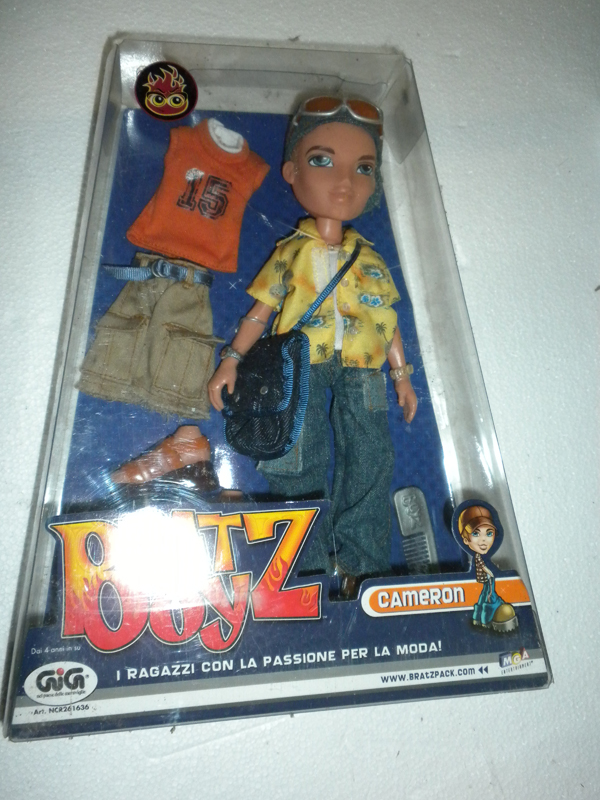 15
BRATZ
Boyz
CAMERON
Dai 4 anni in su
I RAGAZZI CON LA PASSIONE PER LA MODA!
GiGi
WWW.BRATZPACK.COM
MGA
ENTERTAINMENT
Art. NCR261636